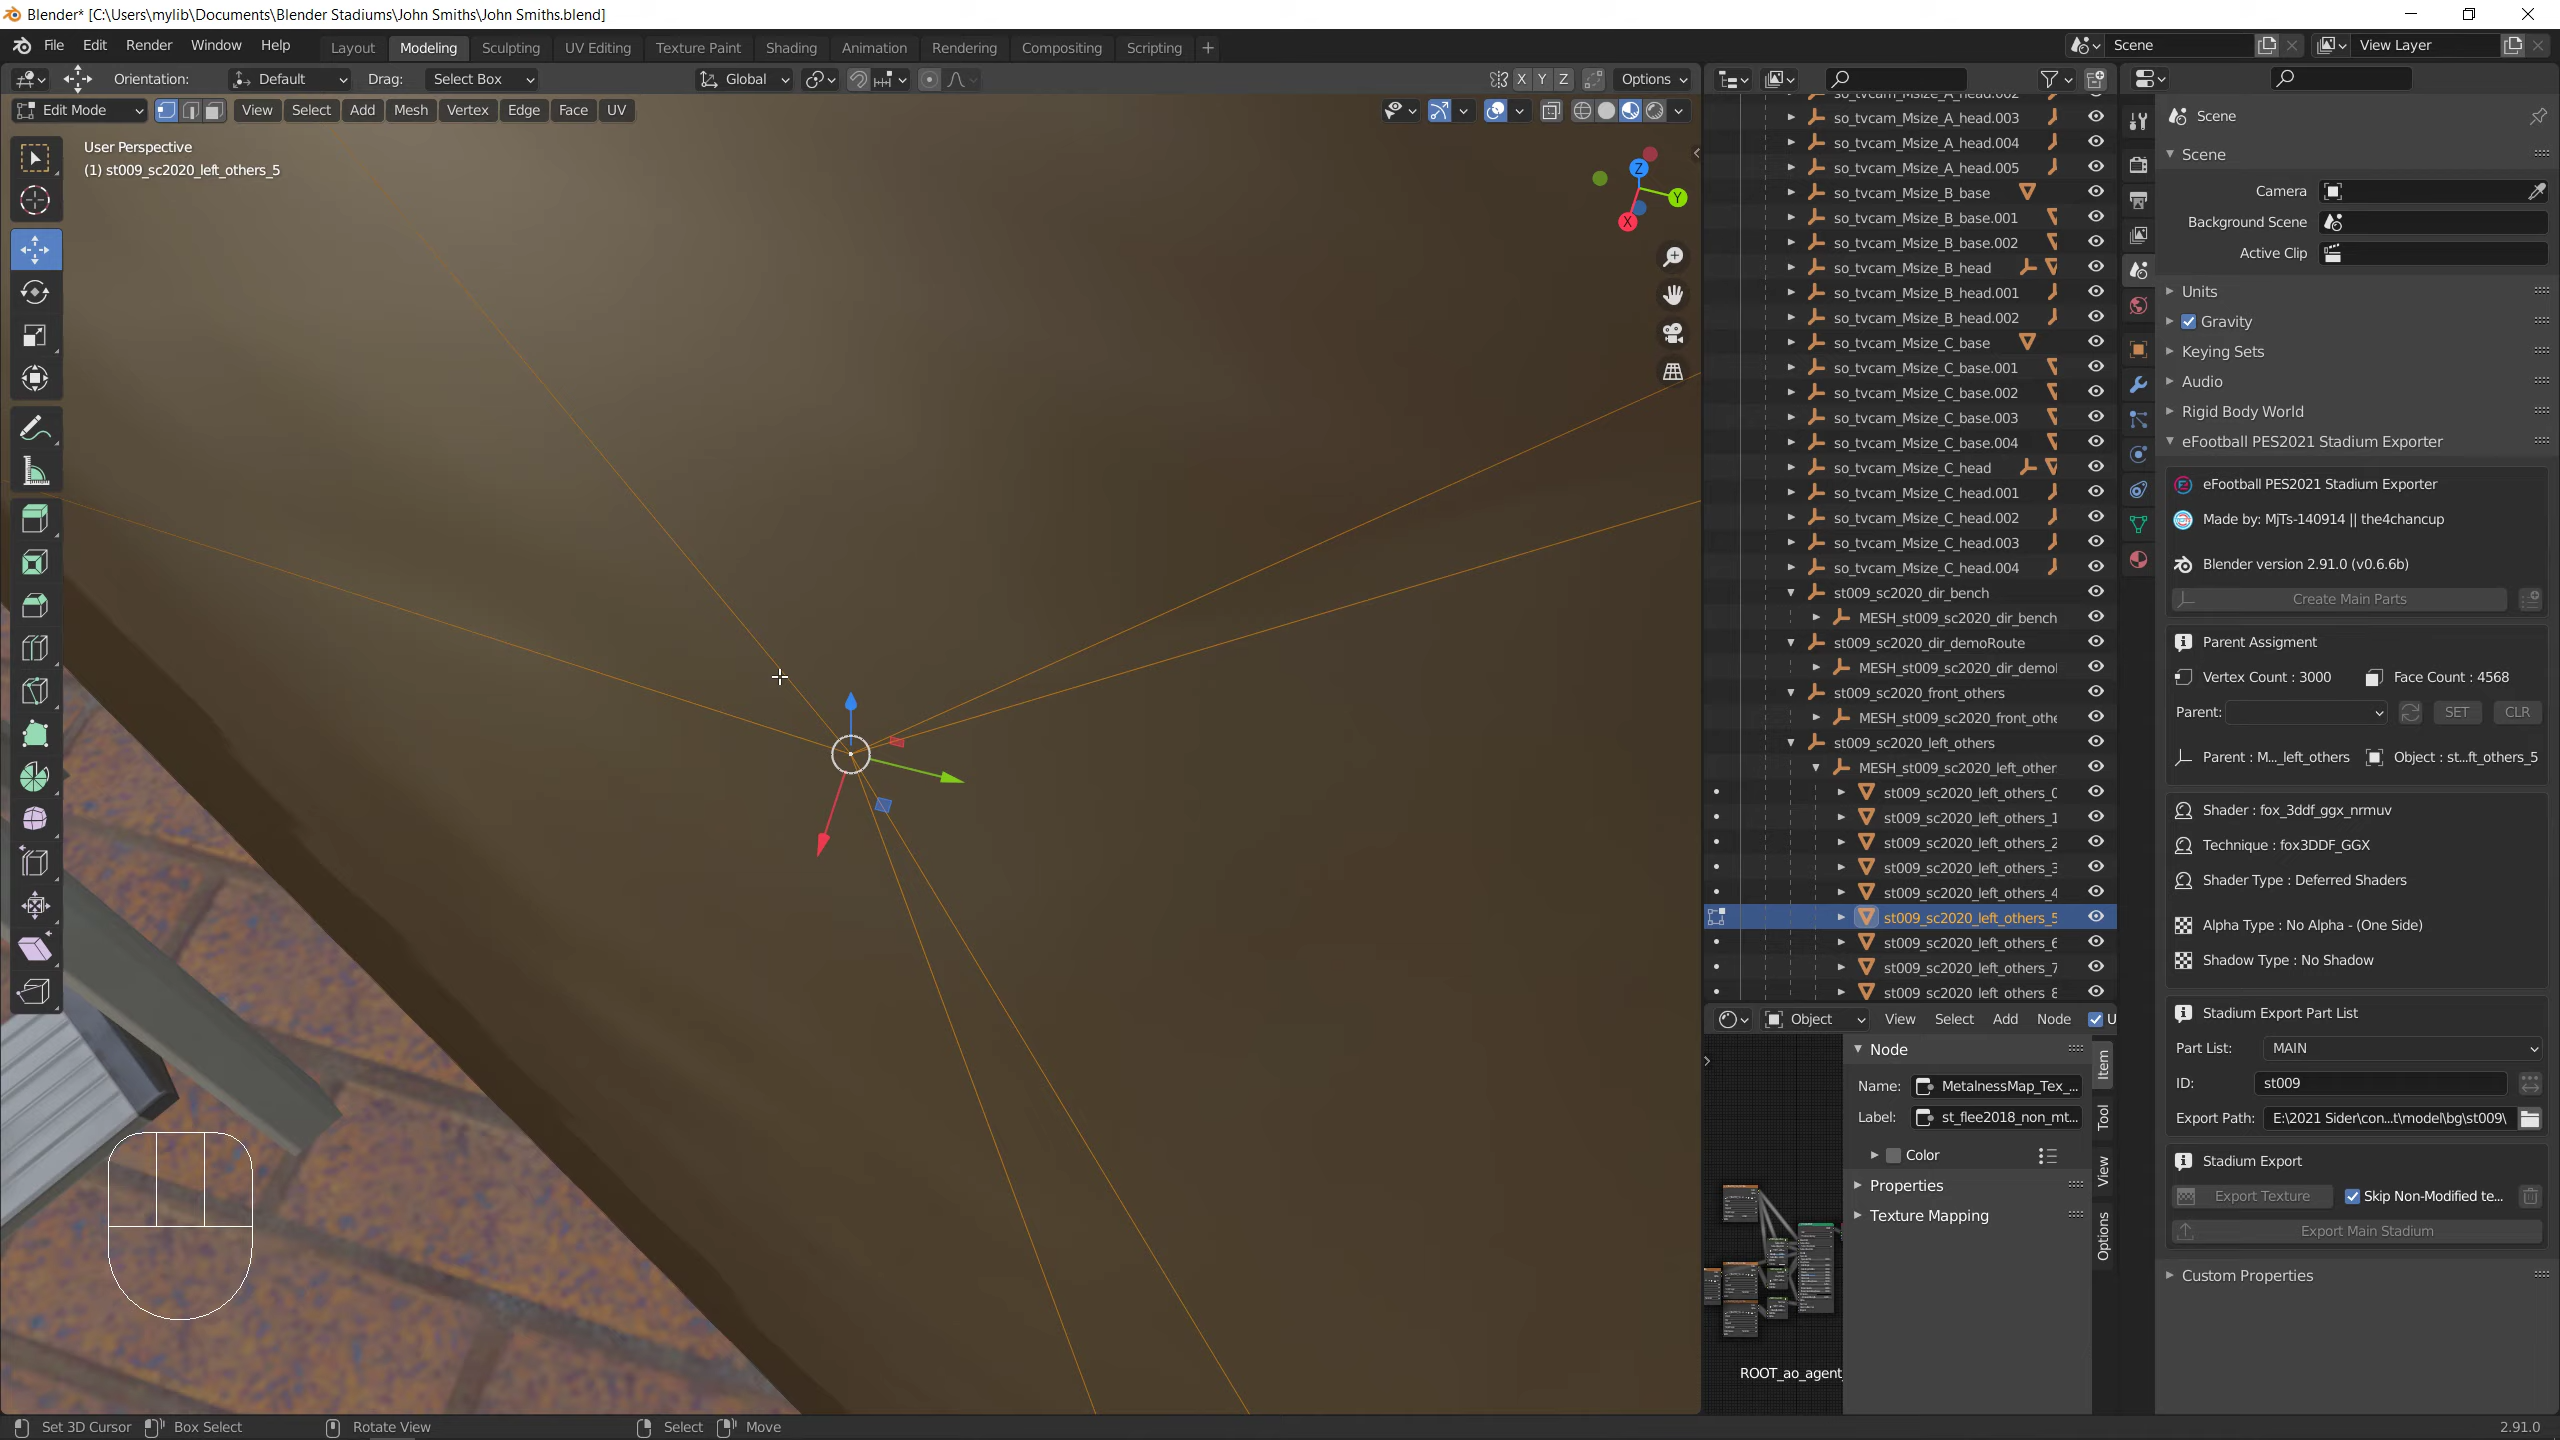 Blender* [C:\Users\mylib\Documents\Blender Stadiums\John Smiths\John Smiths.blend]
File Edit Render Window Help
Layout Modeling Sculpting UV Editing Texture Paint Shading Animation Rendering Compositing Scripting +
Scene
View Layer
Orientation: Default Drag: Select Box
Global
X Y Z Options
Edit Mode View Select Add Mesh Vertex Edge Face UV
User Perspective
(1) st009_sc2020_left_others_5
Z
Y
X
so_tvcam_Msize_A_head.002
so_tvcam_Msize_A_head.003
so_tvcam_Msize_A_head.004
so_tvcam_Msize_A_head.005
so_tvcam_Msize_B_base
so_tvcam_Msize_B_base.001
so_tvcam_Msize_B_base.002
so_tvcam_Msize_B_head
so_tvcam_Msize_B_head.001
so_tvcam_Msize_B_head.002
so_tvcam_Msize_C_base
so_tvcam_Msize_C_base.001
so_tvcam_Msize_C_base.002
so_tvcam_Msize_C_base.003
so_tvcam_Msize_C_base.004
so_tvcam_Msize_C_head
so_tvcam_Msize_C_head.001
so_tvcam_Msize_C_head.002
so_tvcam_Msize_C_head.003
so_tvcam_Msize_C_head.004
st009_sc2020_dir_bench
MESH_st009_sc2020_dir_bench
st009_sc2020_dir_demoRoute
MESH_st009_sc2020_dir_demo
st009_sc2020_front_others
MESH_st009_sc2020_front_othe
st009_sc2020_left_others
MESH_st009_sc2020_left_other
st009_sc2020_left_others_0
st009_sc2020_left_others_1
st009_sc2020_left_others_2
st009_sc2020_left_others_3
st009_sc2020_left_others_4
st009_sc2020_left_others_5
st009_sc2020_left_others_6
st009_sc2020_left_others_7
st009_sc2020_left_others_8
Object View Select Add Node U
Node
Name: MetalnessMap_Tex_...
Label: st_flee2018_non_mt...
Color
Properties
Texture Mapping
Item
Tool
View
Options
ROOT_ao_agent
Scene
Scene
Camera
Background Scene
Active Clip
Units
Gravity
Keying Sets
Audio
Rigid Body World
eFootball PES2021 Stadium Exporter
eFootball PES2021 Stadium Exporter
Made by: MjTs-140914 || the4chancup
Blender version 2.91.0 (v0.6.6b)
Create Main Parts
Parent Assigment
Vertex Count : 3000 Face Count : 4568
Parent: SET CLR
Parent : M..._left_others Object : st...ft_others_5
Shader : fox_3ddf_ggx_nrmuv
Technique : fox3DDF_GGX
Shader Type : Deferred Shaders
Alpha Type : No Alpha - (One Side)
Shadow Type : No Shadow
Stadium Export Part List
Part List: MAIN
ID: st009
Export Path: E:\2021 Sider\con...t\model\bg\st009\
Stadium Export
Export Texture Skip Non-Modified te...
Export Main Stadium
Custom Properties
Set 3D Cursor Box Select Rotate View Select Move
2.91.0